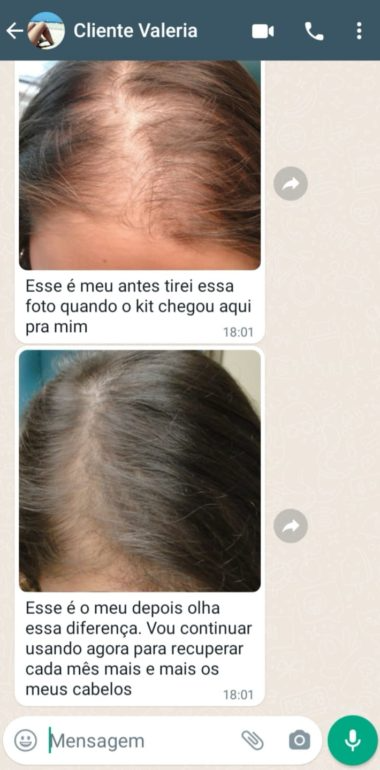 Cliente Valeria
Esse é meu antes tirei essa
foto quando o kit chegou aqui
pra mim
18:01
Esse é o meu depois olha
essa diferença. Vou continuar
usando agora para recuperar
cada mês mais e mais os
meus cabelos
18:01
Mensagem